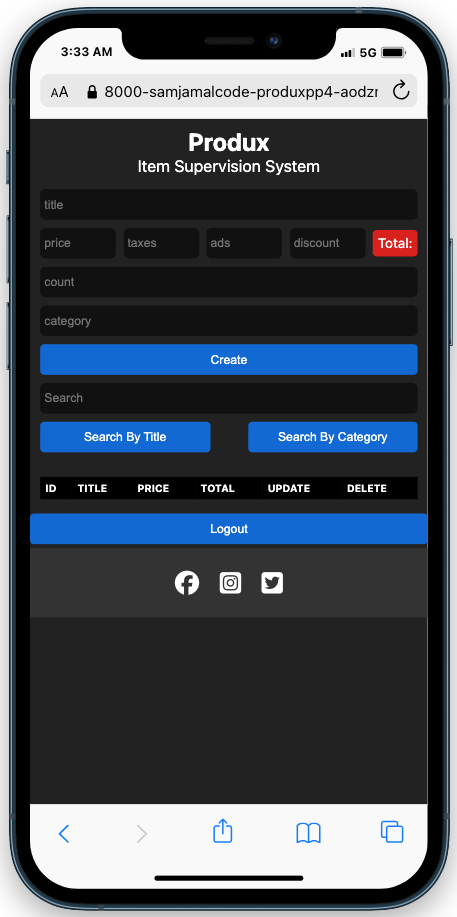 3:33 AM 5G
AA 8000-samjamalcode-produxpp4-aodzr
Produx
Item Supervision System
title
price taxes ads discount Total:
count
category
Create
Search
Search By Title Search By Category
ID TITLE PRICE TOTAL UPDATE DELETE
Logout